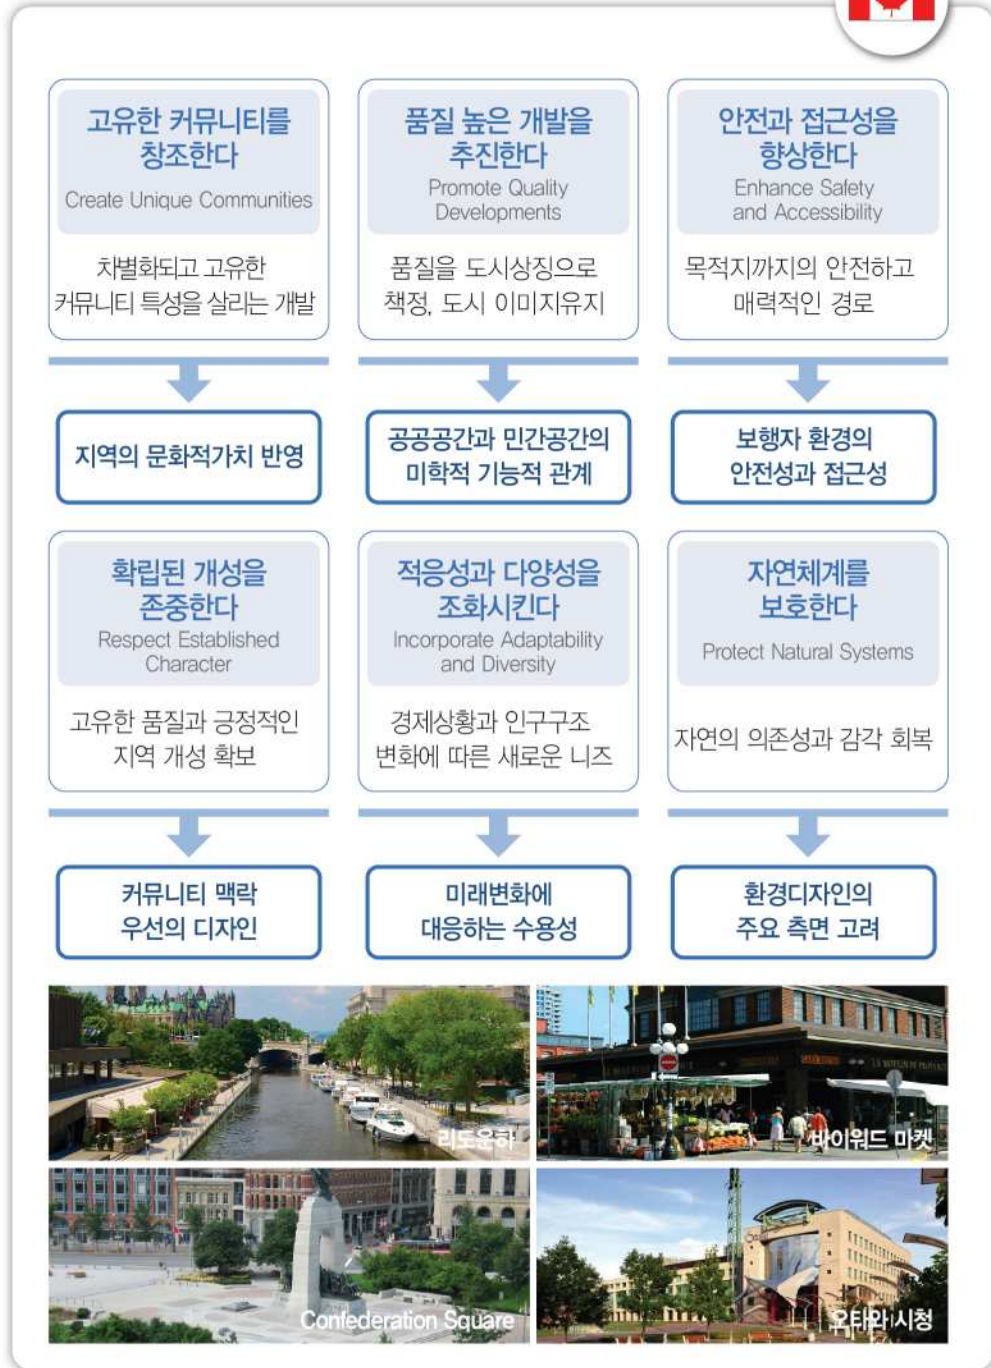 고유한 커뮤니티를
창조한다
Create Unique Communities
차별화되고 고유한
커뮤니티 특성을 살리는 개발
지역의 문화적가치 반영
품질 높은 개발을
추진한다
Promote Quality
Developments
품질을 도시상징으로
책정, 도시 이미지유지
공공공간과 민간공간의
미학적 기능적 관계
안전과 접근성을
향상한다
Enhance Safety
and Accessibility
목적지까지의 안전하고
매력적인 경로
보행자 환경의
안전성과 접근성
확립된 개성을
존중한다
Respect Established
Character
고유한 품질과 긍정적인
지역 개성 확보
커뮤니티 맥락
우선의 디자인
적응성과 다양성을
조화시킨다
Incorporate Adaptability
and Diversity
경제상황과 인구구조
변화에 따른 새로운 니즈
미래변화에
대응하는 수용성
자연체계를
보호한다
Protect Natural Systems
자연의 의존성과 감각 회복
환경디자인의
주요 측면 고려
리도운하
바이워드 마켓
Confederation Square
오타와 시청